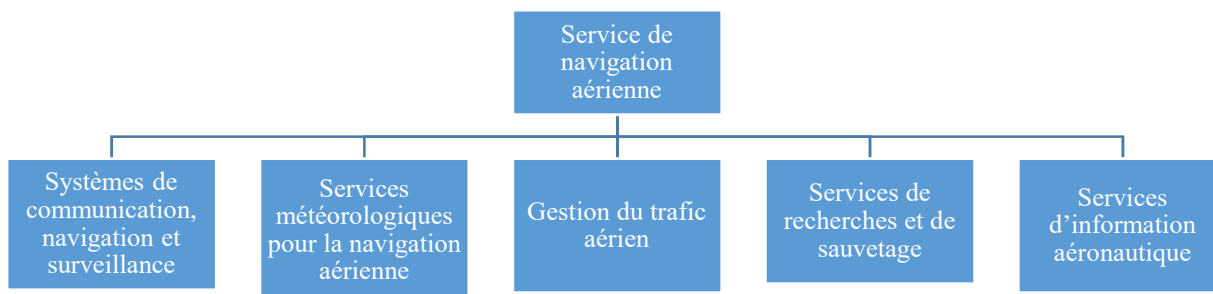 Service de
navigation
aérienne
Systèmes de
communication,
navigation et
surveillance
Services
météorologiques
pour la navigation
aérienne
Gestion du trafic
aérien
Services de
recherches et de
sauvetage
Services
d’information
aéronautique